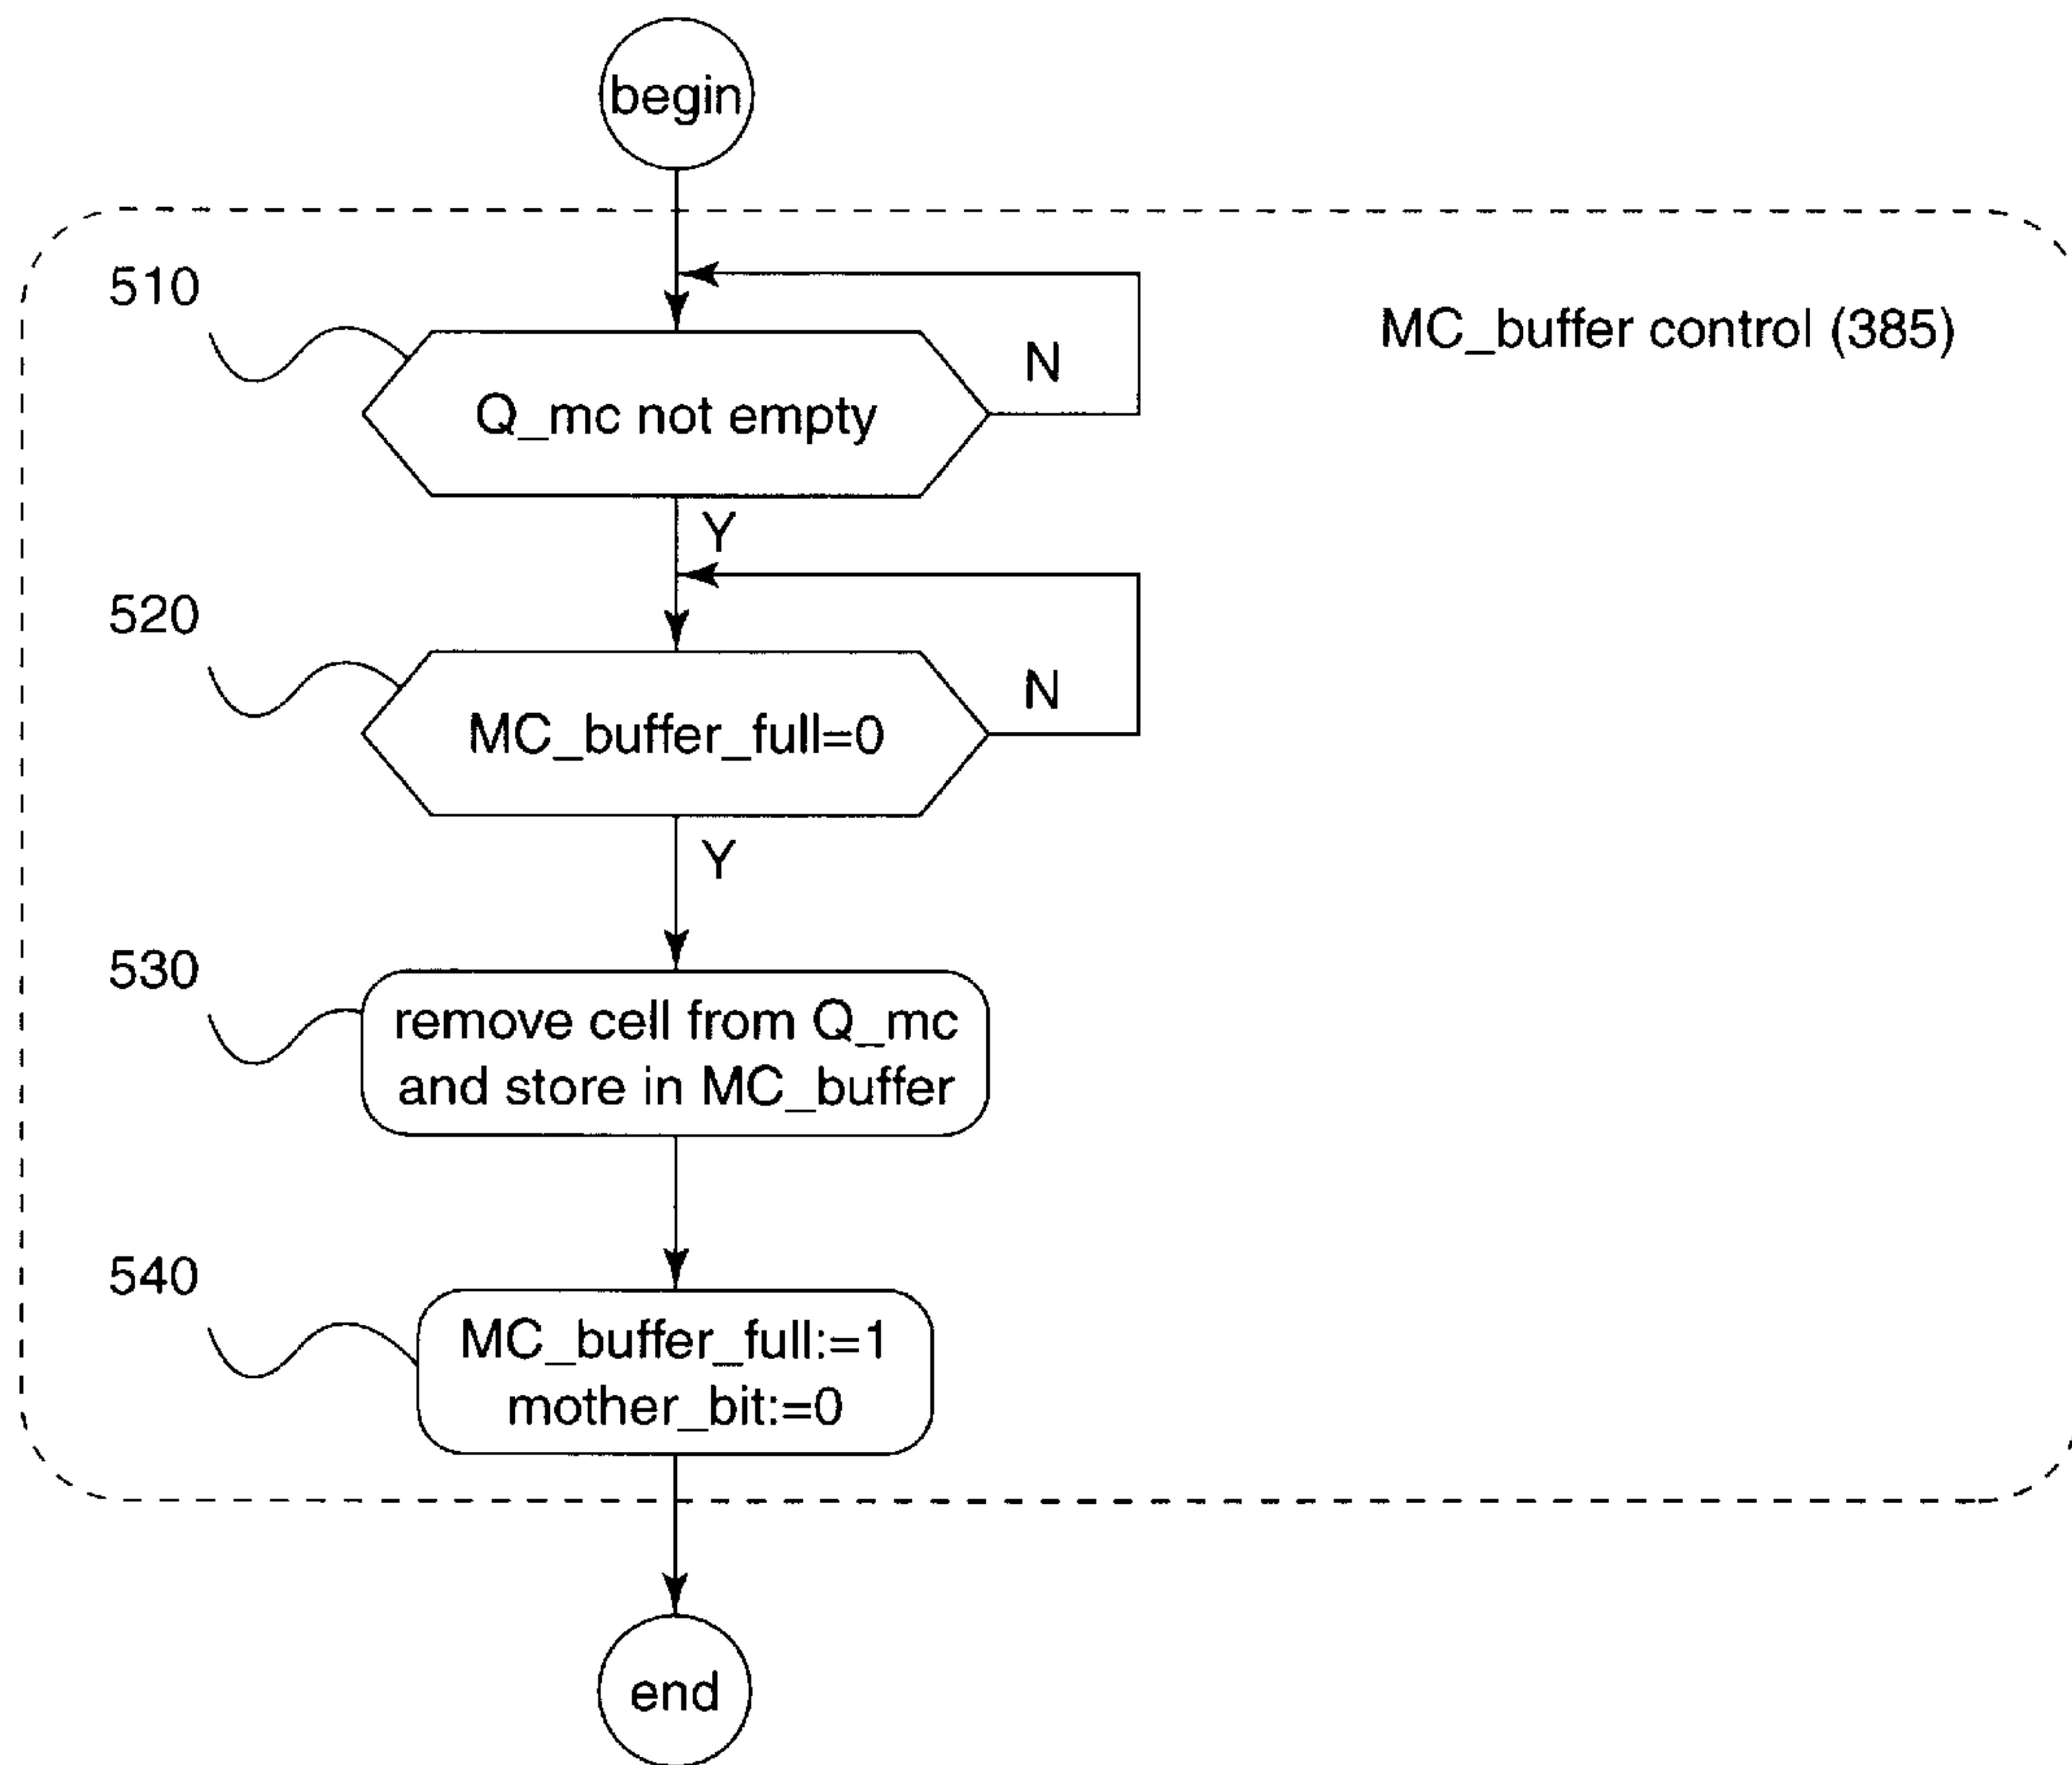 begin
510
MC_buffer control (385)
N
Q_mc not empty
Y
520
N
MC_buffer_full=0
Y
530
remove cell from Q_mc
and store in MC_buffer
540
MC_buffer_full:=1
mother_bit:=0
end